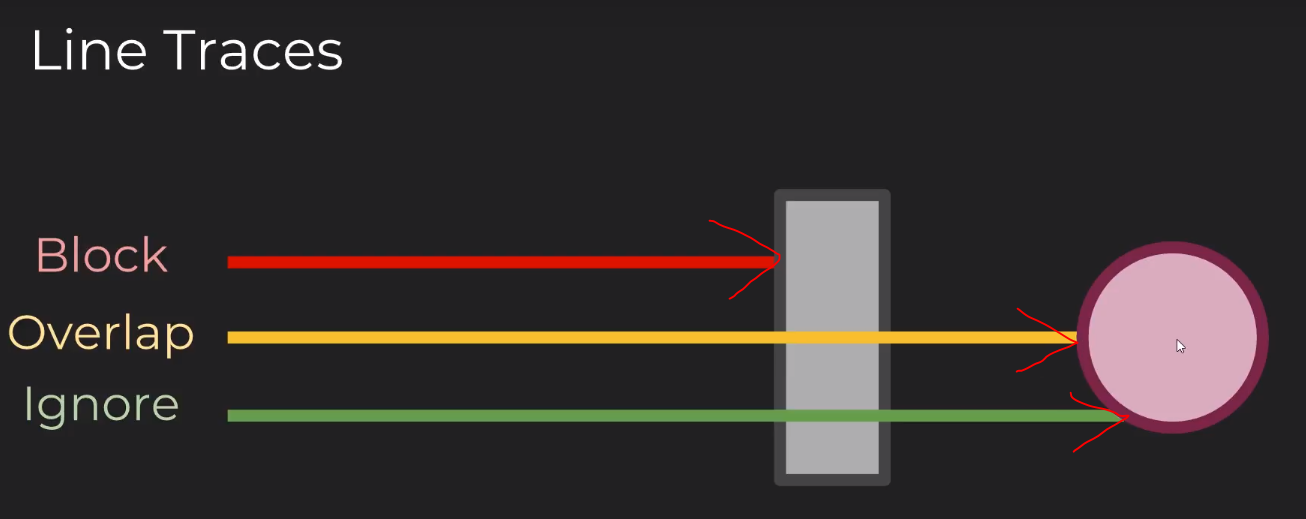 Line Traces
Block
Overlap
Ignore